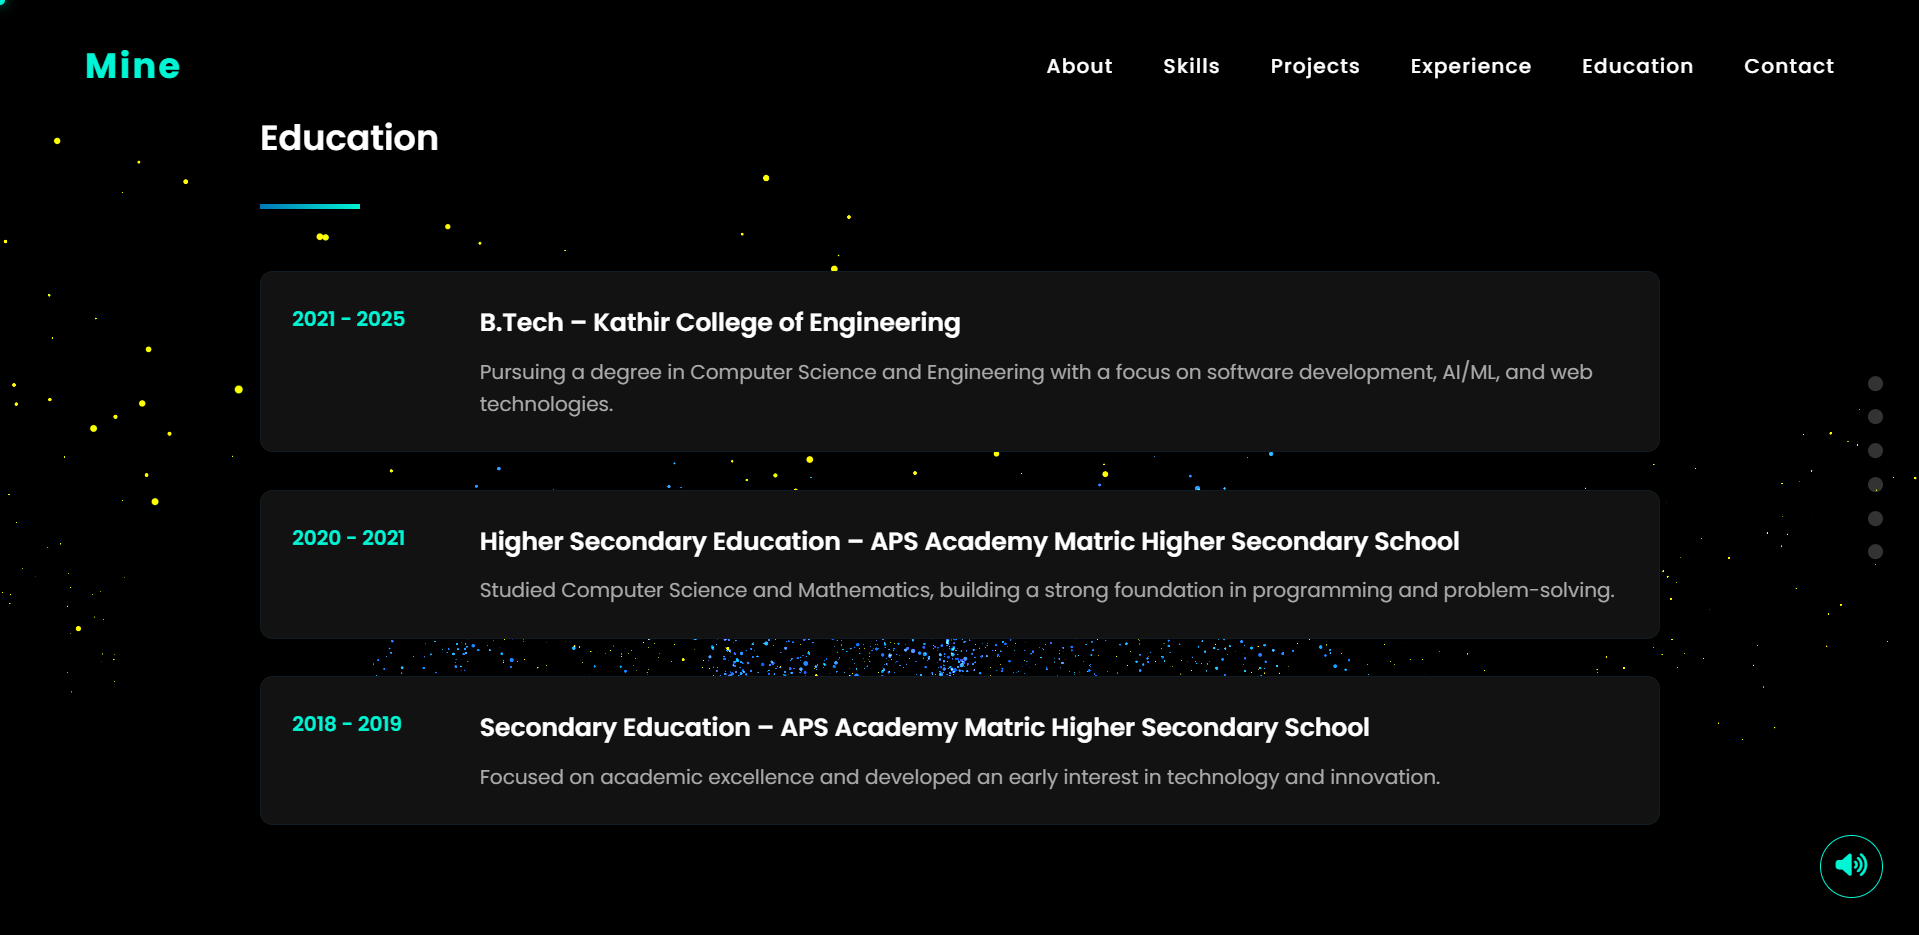 Mine
About Skills Projects Experience Education Contact
Education
2021 - 2025
B.Tech – Kathir College of Engineering
Pursuing a degree in Computer Science and Engineering with a focus on software development, AI/ML, and web
technologies.
2020 - 2021
Higher Secondary Education – APS Academy Matric Higher Secondary School
Studied Computer Science and Mathematics, building a strong foundation in programming and problem-solving.
2018 - 2019
Secondary Education – APS Academy Matric Higher Secondary School
Focused on academic excellence and developed an early interest in technology and innovation.